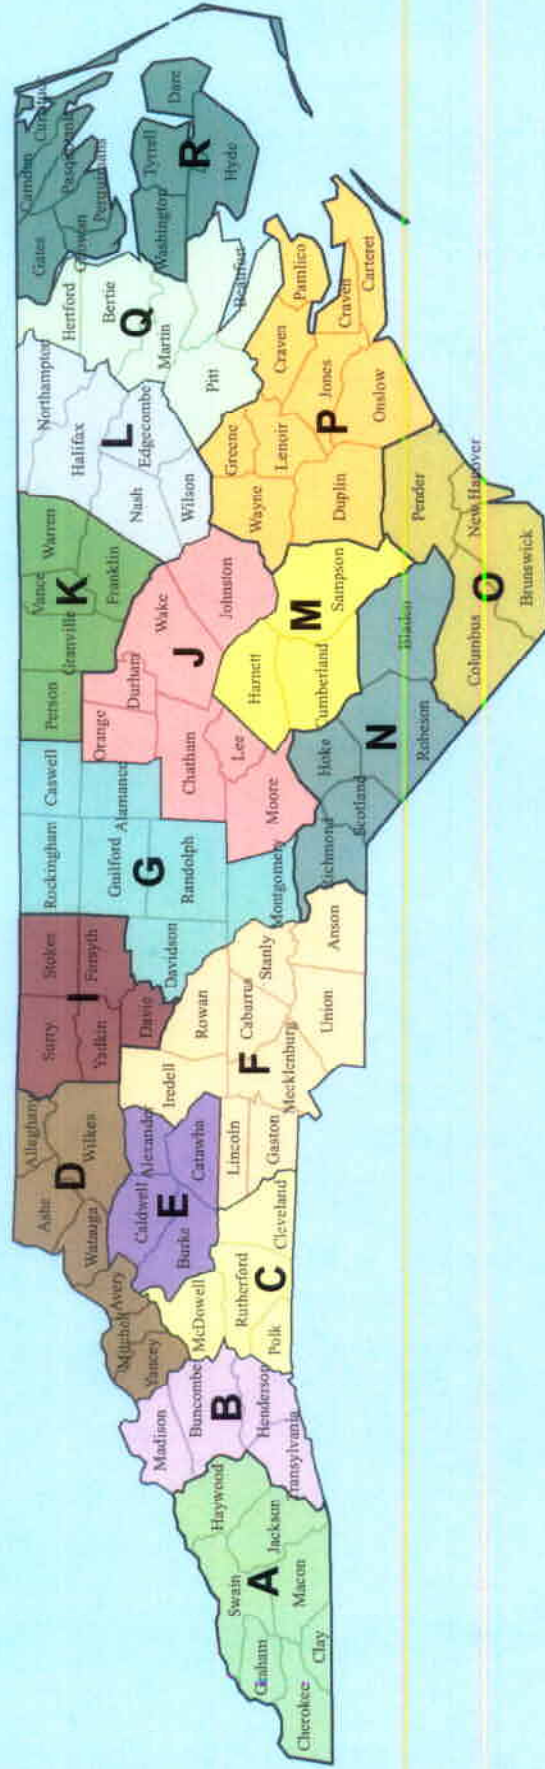 Cherokee
Graham
Clay
Swain
Macon
Jackson
Haywood
A
Madison
Buncombe
Henderson
Transylvania
B
McDowell
Rutherford
Polk
Cleveland
C
Alleghany
Ashe
Wilkes
Watauga
Avery
Mitchell
Yancey
D
Caldwell
Alexander
Burke
Catawba
E
Iredell
Rowan
Lincoln
Gaston
Mecklenburg
Cabarrus
Stanly
Union
Anson
F
Surry
Stokes
Yadkin
Forsyth
Davie
I
Rockingham
Caswell
Guilford
Alamance
Randolph
Davidson
Montgomery
G
Orange
Durham
Wake
Chatham
Lee
Moore
Johnston
J
Person
Granville
Vance
Warren
Franklin
K
Northampton
Halifax
Nash
Edgecombe
Wilson
L
Harnett
Cumberland
Sampson
M
Richmond
Scotland
Hoke
Robeson
Bladen
N
Columbus
Brunswick
New Hanover
Pender
O
Wayne
Greene
Lenoir
Duplin
Jones
Onslow
Craven
Pamlico
Craven
Carteret
P
Hertford
Bertie
Martin
Pitt
Beaufort
Q
Gates
Camden
Currituck
Pasquotank
Perquimans
Chowan
Washington
Tyrrell
Dare
Hyde
R